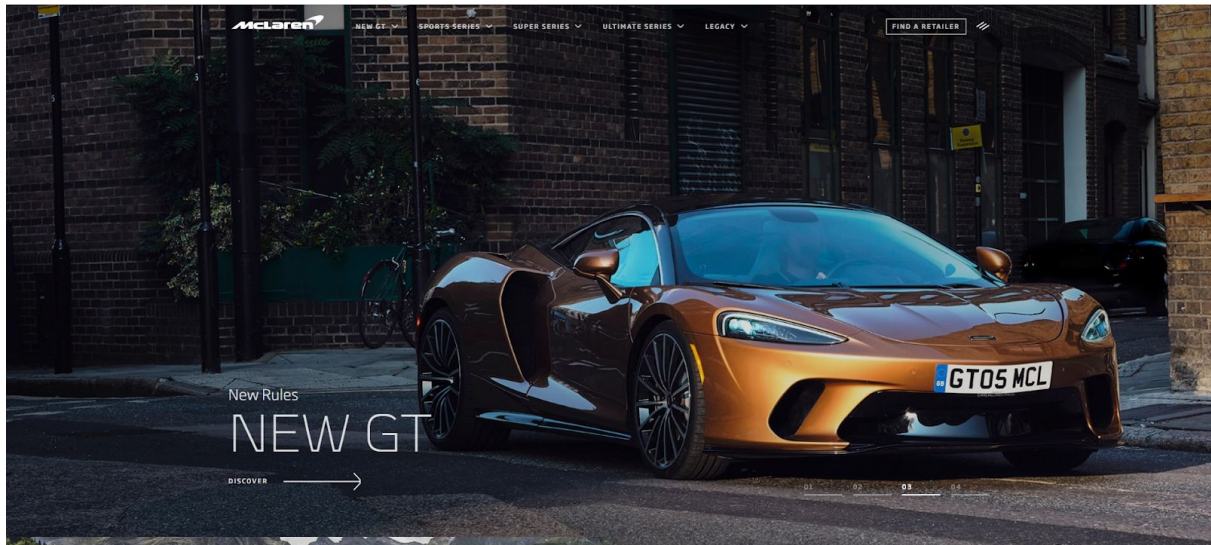 McLaren
NEW GT
SPORTS SERIES
SUPER SERIES
ULTIMATE SERIES
LEGACY
FIND A RETAILER
GT05 MCL
GB
New Rules
NEW GT
DISCOVER
01
02
03
04